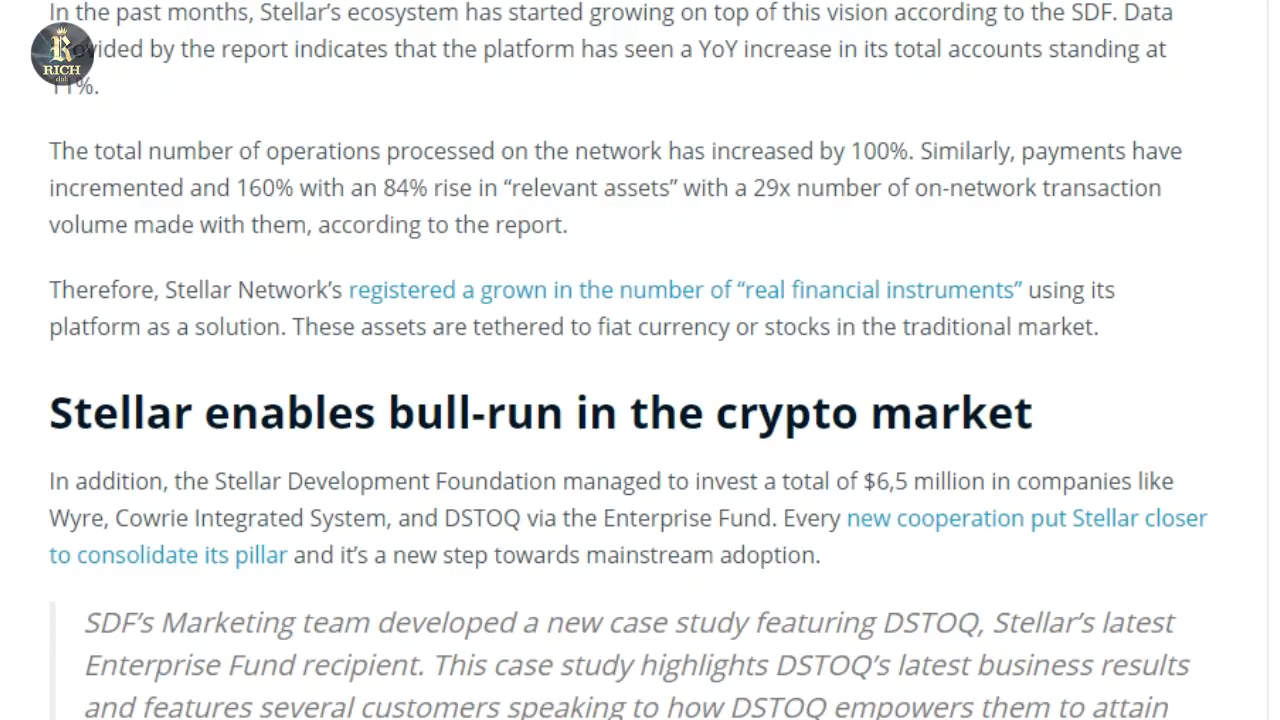 In the past months, Stellar’s ecosystem has started growing on top of this vision according to the SDF. Data
RICH
club
vided by the report indicates that the platform has seen a YoY increase in its total accounts standing at
11%.
The total number of operations processed on the network has increased by 100%. Similarly, payments have
incremented and 160% with an 84% rise in “relevant assets” with a 29x number of on-network transaction
volume made with them, according to the report.
Therefore, Stellar Network’s registered a grown in the number of “real financial instruments” using its
platform as a solution. These assets are tethered to fiat currency or stocks in the traditional market.
Stellar enables bull-run in the crypto market
In addition, the Stellar Development Foundation managed to invest a total of $6,5 million in companies like
Wyre, Cowrie Integrated System, and DSTOQ via the Enterprise Fund. Every new cooperation put Stellar closer
to consolidate its pillar and it’s a new step towards mainstream adoption.
SDF’s Marketing team developed a new case study featuring DSTOQ, Stellar’s latest
Enterprise Fund recipient. This case study highlights DSTOQ’s latest business results
and features several customers speaking to how DSTOQ empowers them to attain